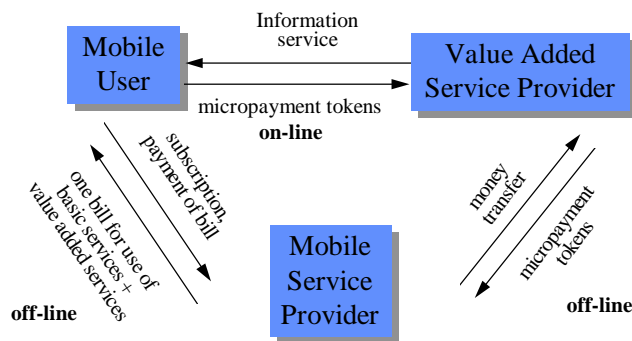 Mobile
User
Information
service
Value Added
Service Provider
micropayment tokens
on-line
subscription,
payment of bill
one bill for use of
basic services +
value added services
money
transfer
micropayment
tokens
Mobile
Service
Provider
off-line
off-line